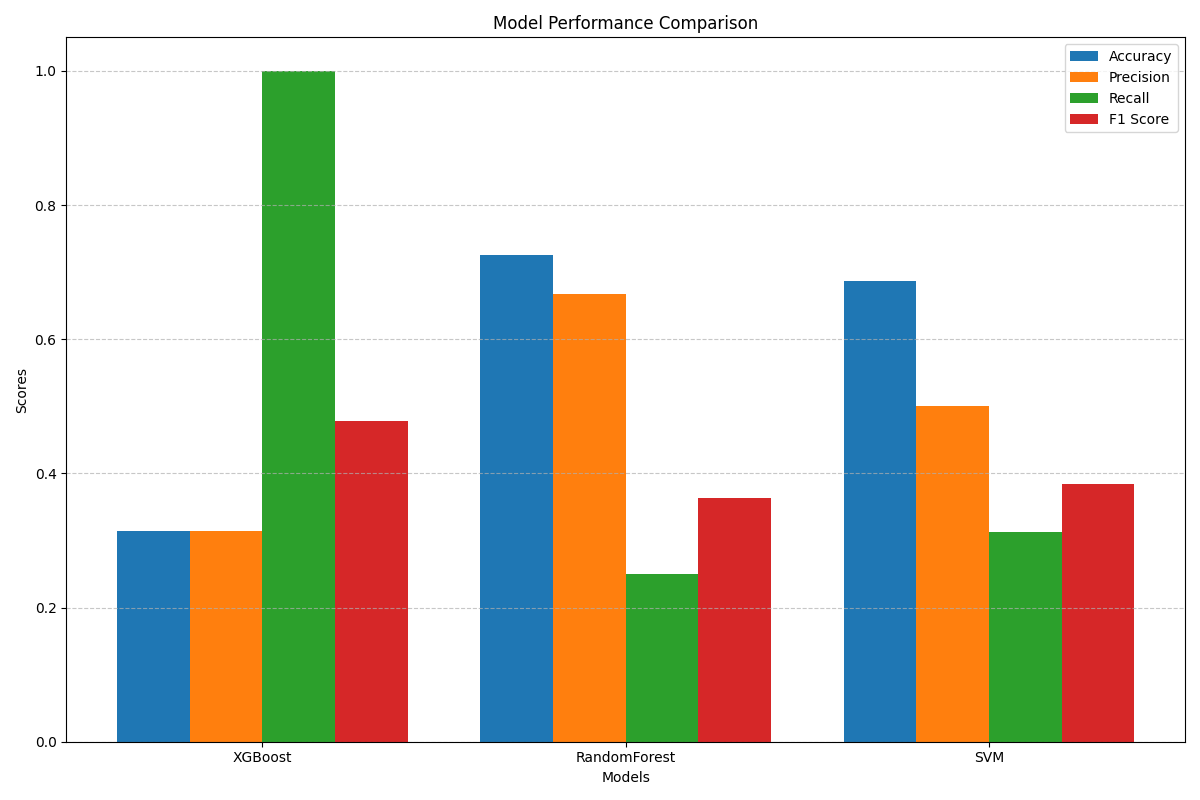 Model Performance Comparison
Accuracy
Precision
Recall
F1 Score
1.0
0.8
0.6
0.4
0.2
0.0
Scores
XGBoost
RandomForest
SVM
Models